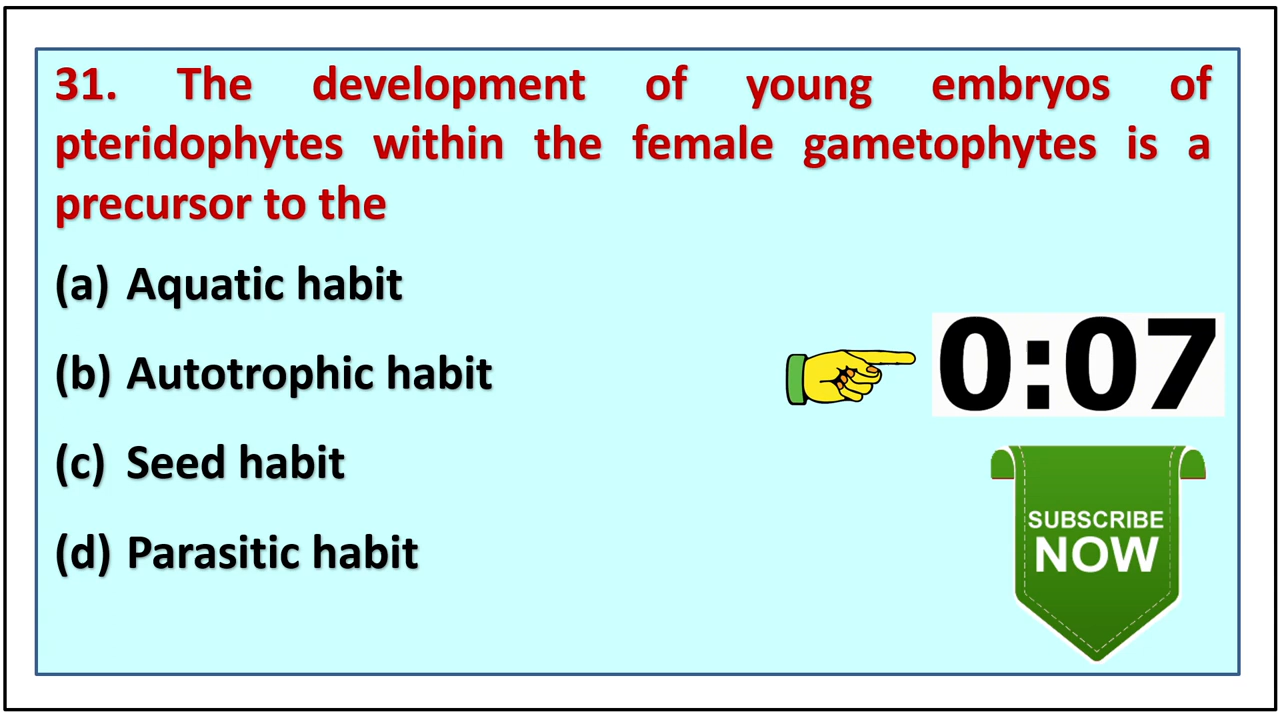 31. The development of young embryos of
pteridophytes within the female gametophytes is a
precursor to the
(a) Aquatic habit
(b) Autotrophic habit
0:07
(c) Seed habit
SUBSCRIBE
NOW
(d) Parasitic habit